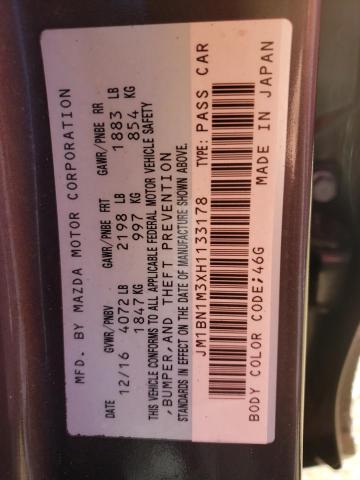 MFD. BY MAZDA MOTOR CORPORATION
DATE GVWR/PNBV GAWR/PNBE FRT GAWR/PNBE RR
12/16 4072 LB 2198 LB 1883 LB
1847 KG 997 KG 854 KG
THIS VEHICLE CONFORMS TO ALL APPLICABLE FEDERAL MOTOR VEHICLE SAFETY
,BUMPER,AND THEFT PREVENTION
STANDARDS IN EFFECT ON THE DATE OF MANUFACTURE SHOWN ABOVE.
JM1BN1M3XH1133178 TYPE: PASS CAR
BODY COLOR CODE;46G MADE IN JAPAN